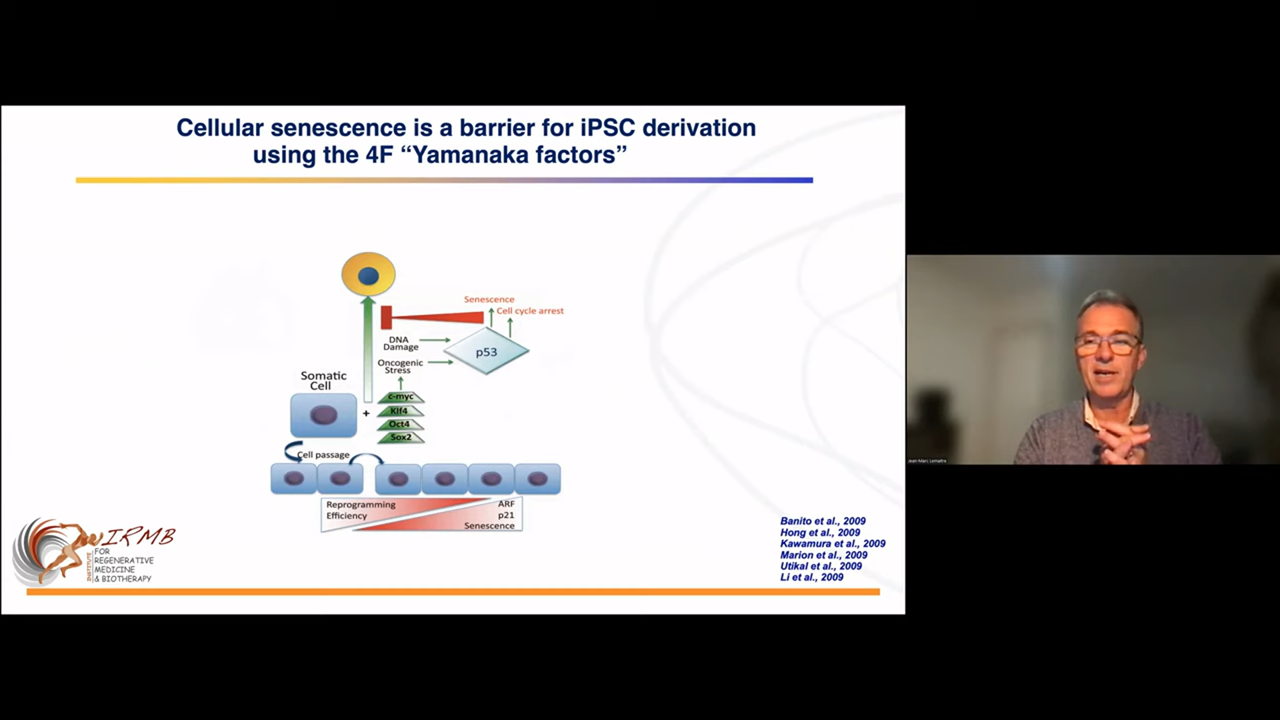 Cellular senescence is a barrier for iPSC derivation
using the 4F “Yamanaka factors”
Senescence
Cell cycle arrest
DNA
Damage
p53
Oncogenic
Stress
Somatic
Cell
+
c-myc
Klf4
Oct4
Sox2
Cell passage
Reprogramming
Efficiency
ARF
p21
Senescence
IRMB
INSTITUTE
FOR
REGENERATIVE
MEDICINE
& BIOTHERAPY
Banito et al., 2009
Hong et al., 2009
Kawamura et al., 2009
Marion et al., 2009
Utikal et al., 2009
Li et al., 2009
Jean-Marc Lemaitre